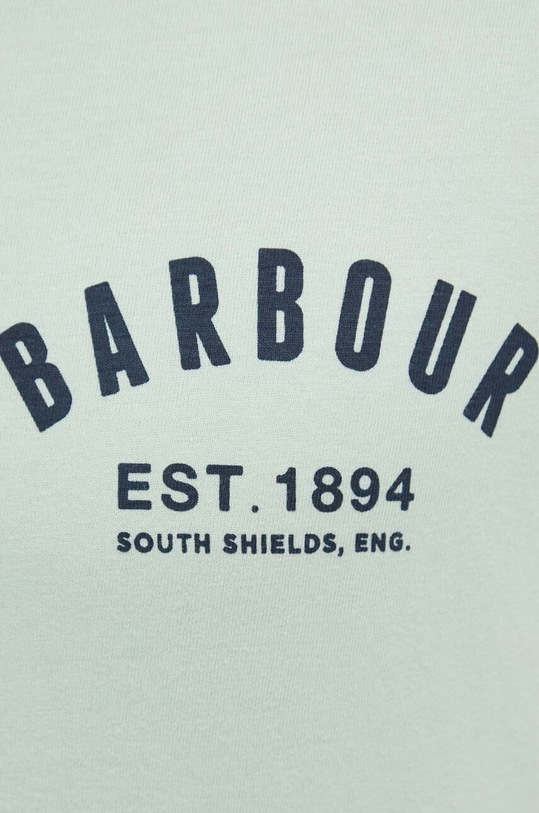 BARBOUR
EST. 1894
SOUTH SHIELDS, ENG.